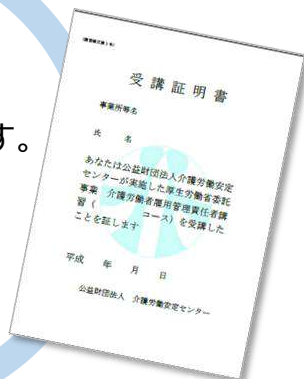 す。
受講証明書
事業所等名
氏 名
あなたは公益財団法人介護労働安定
センターが実施した厚生労働省委託
事業 介護労働者雇用管理責任者講
習（ コース）を受講した
ことを証します
平成 年 月 日
公益財団法人 介護労働安定センター